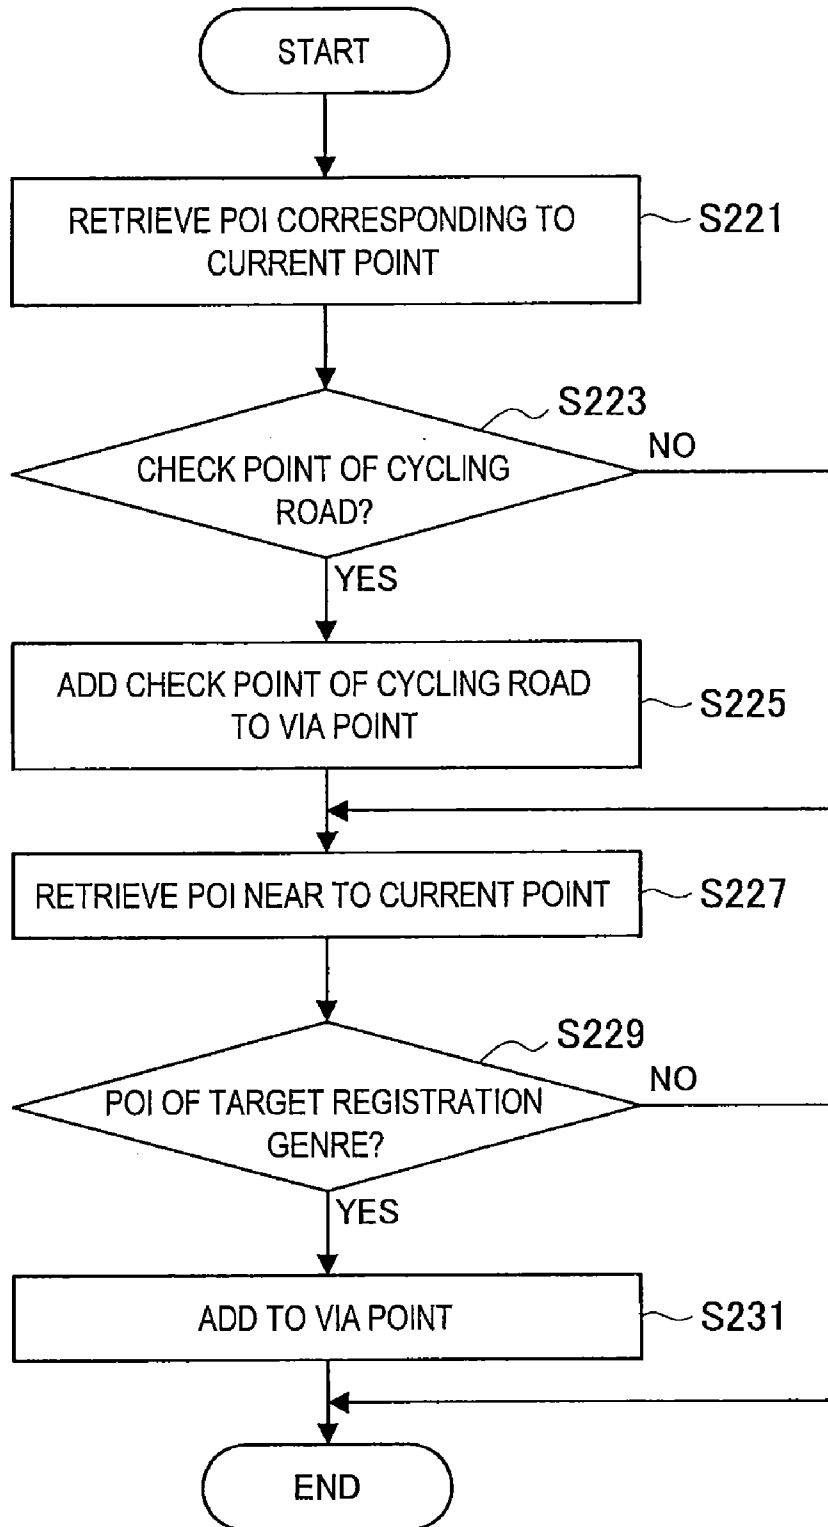 START
RETRIEVE POI CORRESPONDING TO
CURRENT POINT
S221
S223
CHECK POINT OF CYCLING
ROAD?
NO
YES
ADD CHECK POINT OF CYCLING ROAD
TO VIA POINT
S225
RETRIEVE POI NEAR TO CURRENT POINT
S227
S229
POI OF TARGET REGISTRATION
GENRE?
NO
YES
ADD TO VIA POINT
S231
END